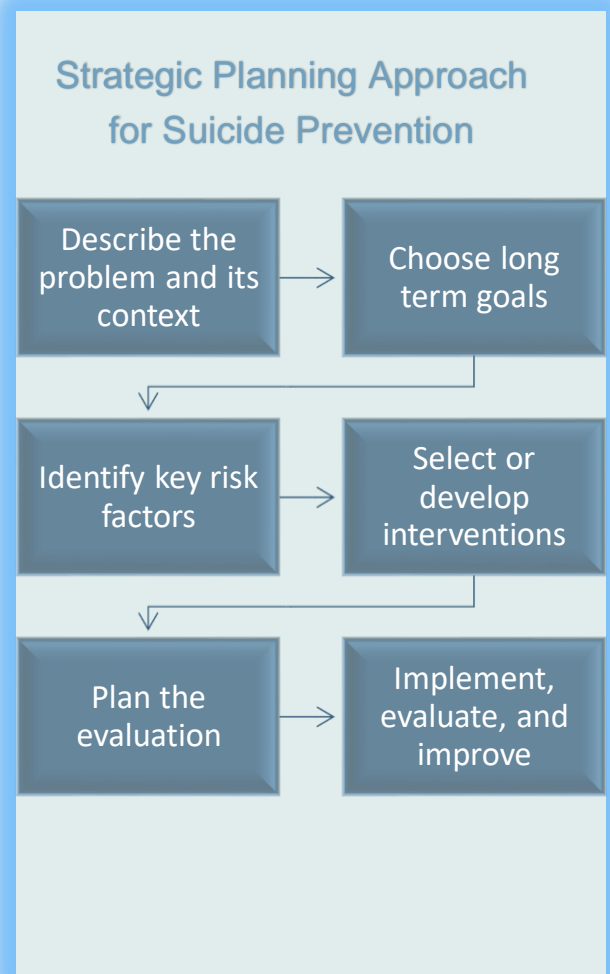 Strategic Planning Approach
for Suicide Prevention
Describe the
problem and its
context
Choose long
term goals
Identify key risk
factors
Select or
develop
interventions
Plan the
evaluation
Implement,
evaluate, and
improve